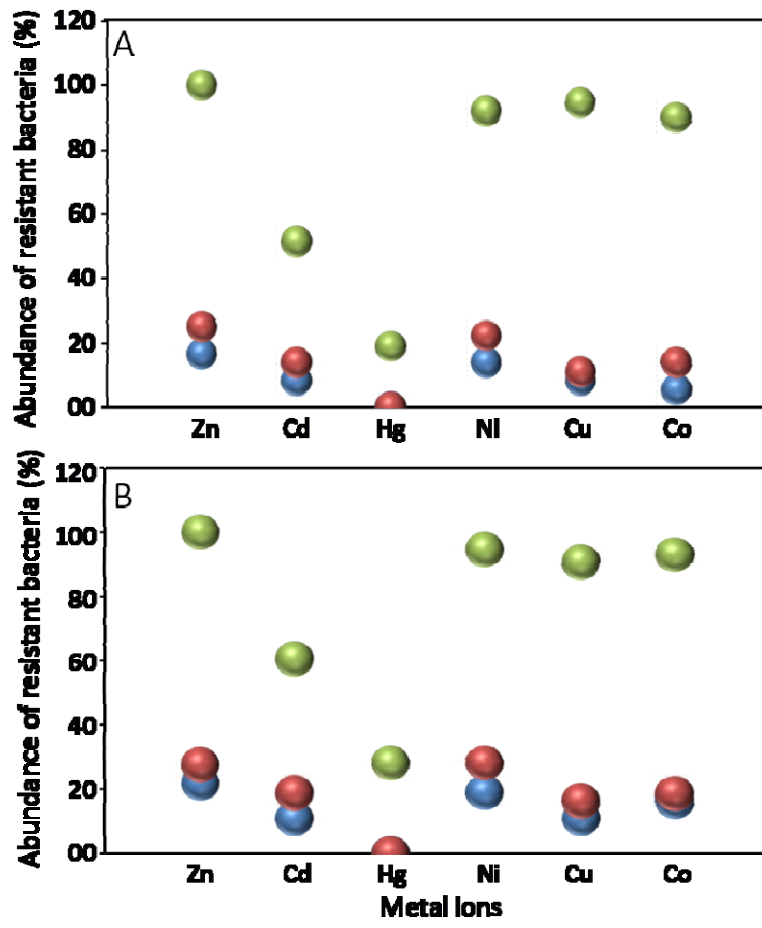 A
Abundance of resistant bacteria (%)
120
100
80
60
40
20
00
Zn Cd Hg Ni Cu Co
B
Abundance of resistant bacteria (%)
120
100
80
60
40
20
00
Zn Cd Hg Ni Cu Co
Metal Ions